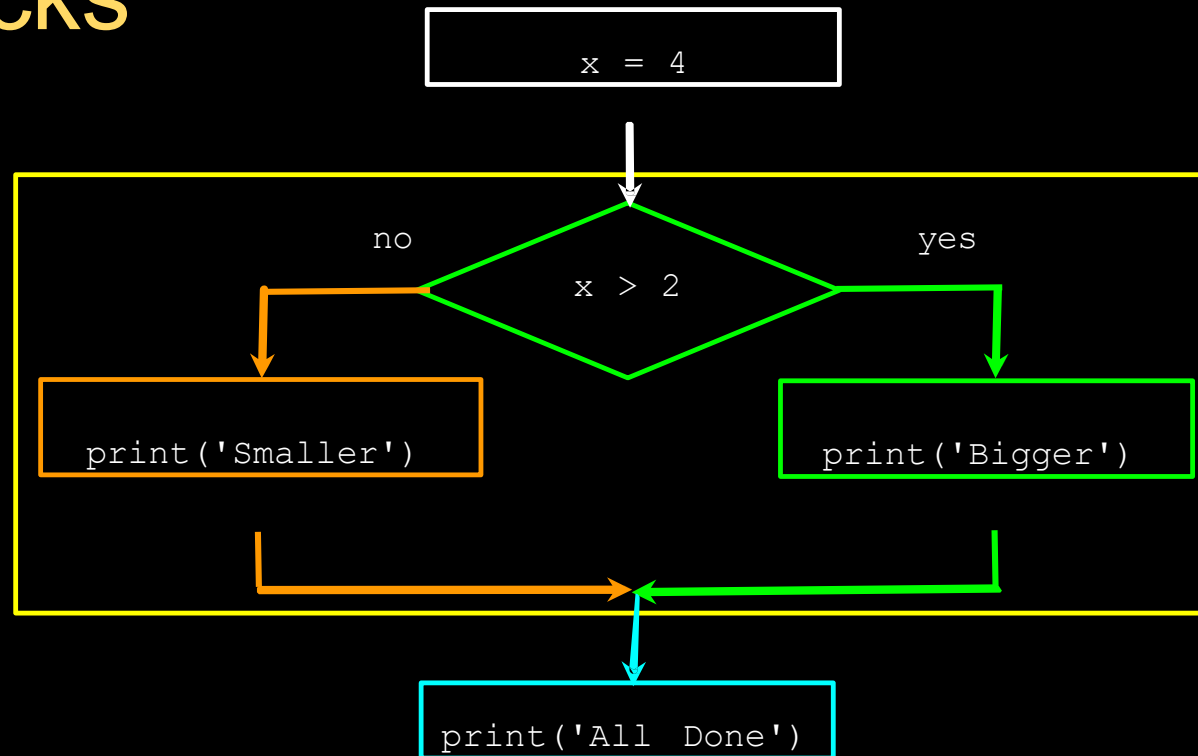 x = 4
no
yes
x > 2
print('Smaller')
print('Bigger')
print('All Done')